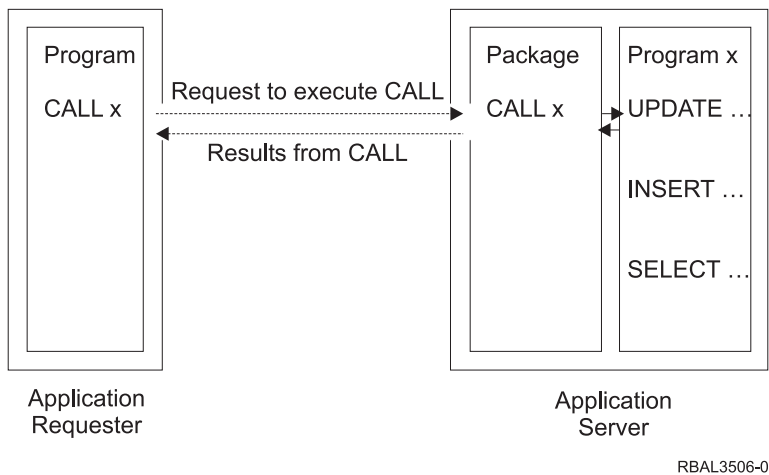 Program
CALL x
Request to execute CALL
Results from CALL
Package
CALL x
Program x
UPDATE ...
INSERT ...
SELECT ...
Application
Requester
Application
Server
RBAL3506-0